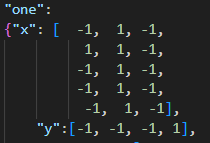 "one":
{"x": [ -1, 1, -1,
1, 1, -1,
-1, 1, -1,
-1, 1, -1,
-1, 1, -1],
"y":[-1, -1, -1, 1],